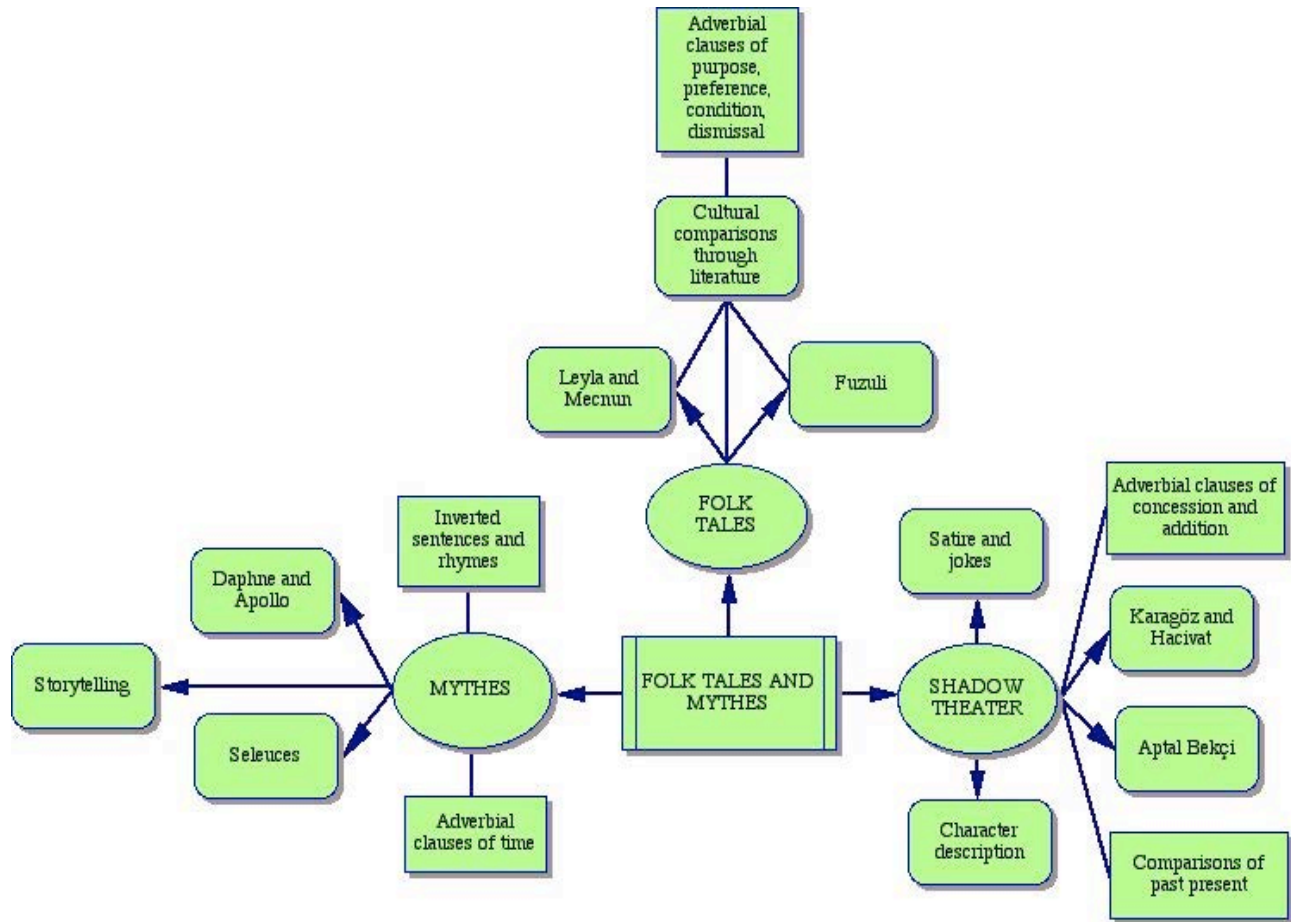 Adverbial
clauses of
purpose,
preference,
condition,
dismissal
Cultural
comparisons
through
literature
Leyla and
Mecnun
Fuzuli
FOLK
TALES
Inverted
sentences and
rhymes
Daphne and
Apollo
Storytelling
MYTHES
Seleuces
Adverbial
clauses of time
FOLK TALES AND
MYTHES
Satire and
jokes
SHADOW
THEATER
Character
description
Adverbial clauses of
concession and
addition
Karagöz and
Hacivat
Aptal Bekçi
Comparisons of
past present